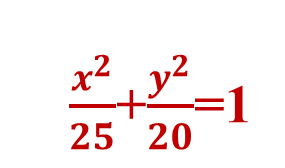 x²/25 + y²/20 = 1